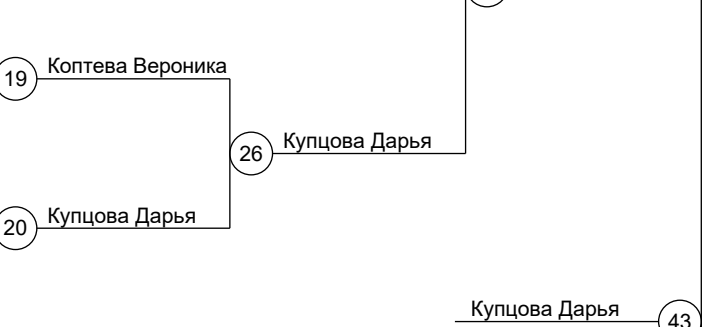 19 Коптева Вероника
26 Купцова Дарья
20 Купцова Дарья
Купцова Дарья 43